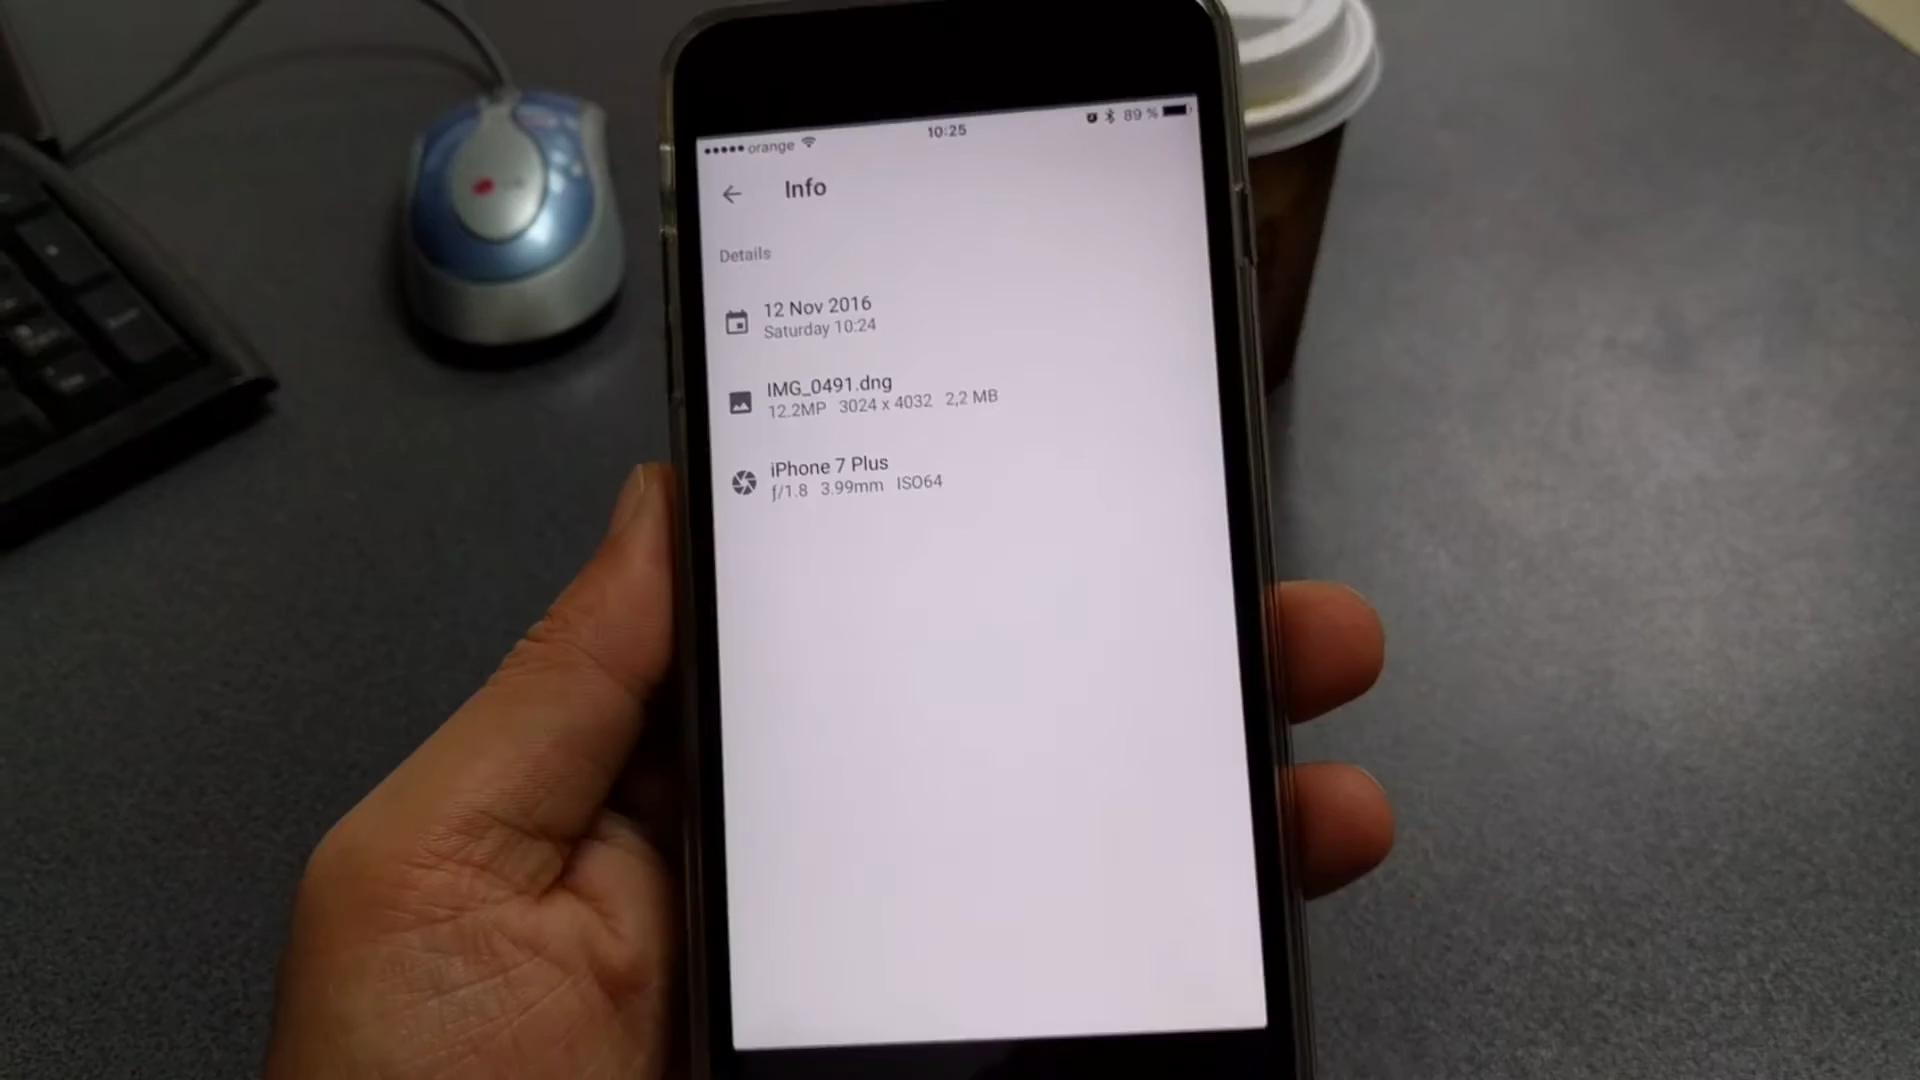 orange 10:25 89 %
Info
Details
12 Nov 2016
Saturday 10:24
IMG_0491.dng
12.2MP 3024 x 4032 2,2 MB
iPhone 7 Plus
ƒ/1.8 3.99mm ISO64